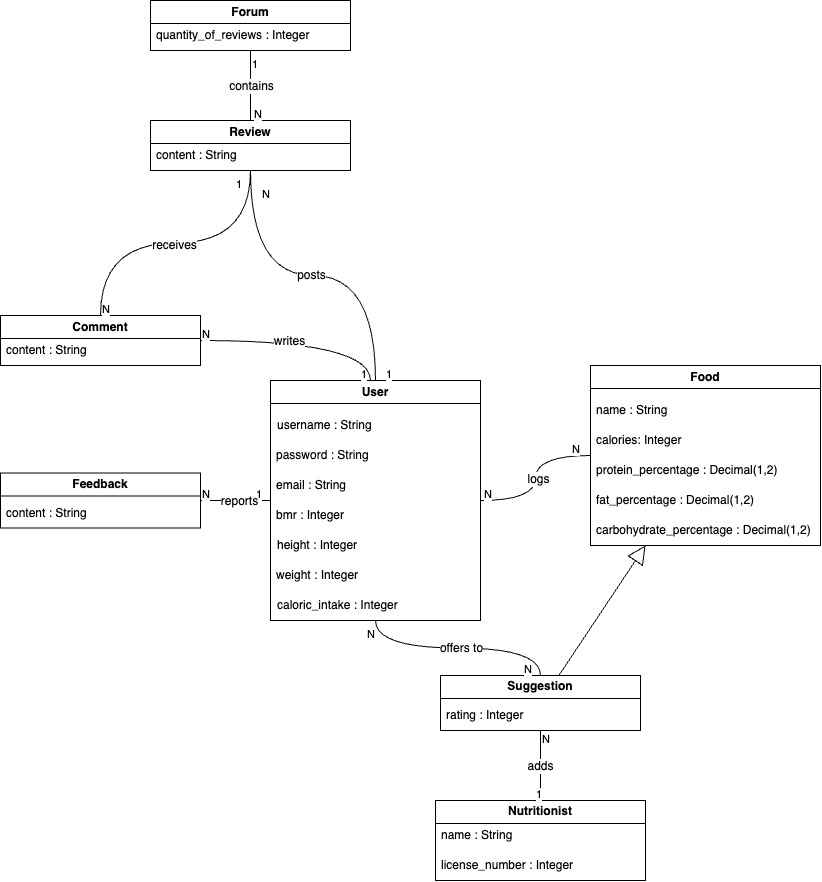 Forum
quantity_of_reviews : Integer
1
contains
N
Review
content : String
1
N
receives
posts
N
Comment
content : String
N
writes
1
1
User
username : String
password : String
email : String
bmr : Integer
height : Integer
weight : Integer
caloric_intake : Integer
Food
name : String
calories: Integer
protein_percentage : Decimal(1,2)
fat_percentage : Decimal(1,2)
carbohydrate_percentage : Decimal(1,2)
N
logs
N
Feedback
content : String
N
reports
1
N
offers to
N
Suggestion
rating : Integer
N
adds
1
Nutritionist
name : String
license_number : Integer